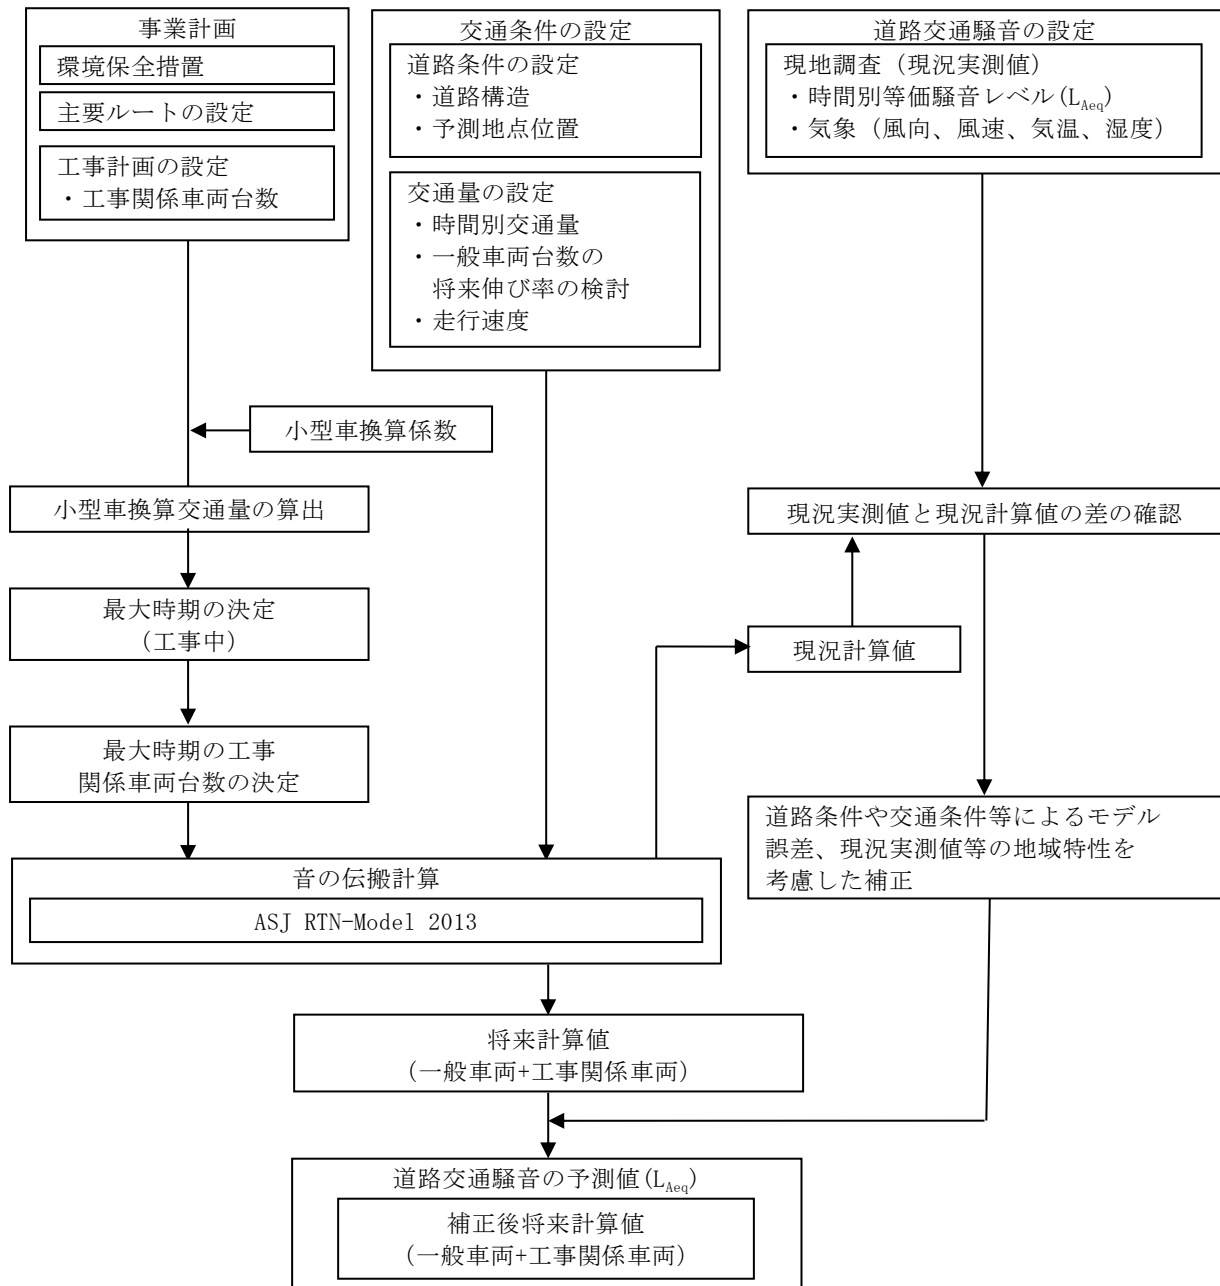 事業計画
環境保全措置
主要ルートの設定
工事計画の設定
・工事関係車両台数
交通条件の設定
道路条件の設定
・道路構造
・予測地点位置
交通量の設定
・時間別交通量
・一般車両台数の
将来伸び率の検討
・走行速度
道路交通騒音の設定
現地調査(現況実測値)
・時間別等価騒音レベル(LAeq)
・気象(風向、風速、気温、湿度)
小型車換算係数
小型車換算交通量の算出
現況実測値と現況計算値の差の確認
最大時期の決定
(工事中)
現況計算値
最大時期の工事
関係車両台数の決定
道路条件や交通条件等によるモデル
誤差、現況実測値等の地域特性を
考慮した補正
音の伝搬計算
ASJ RTN-Model 2013
将来計算値
(一般車両+工事関係車両)
道路交通騒音の予測値(LAeq)
補正後将来計算値
(一般車両+工事関係車両)